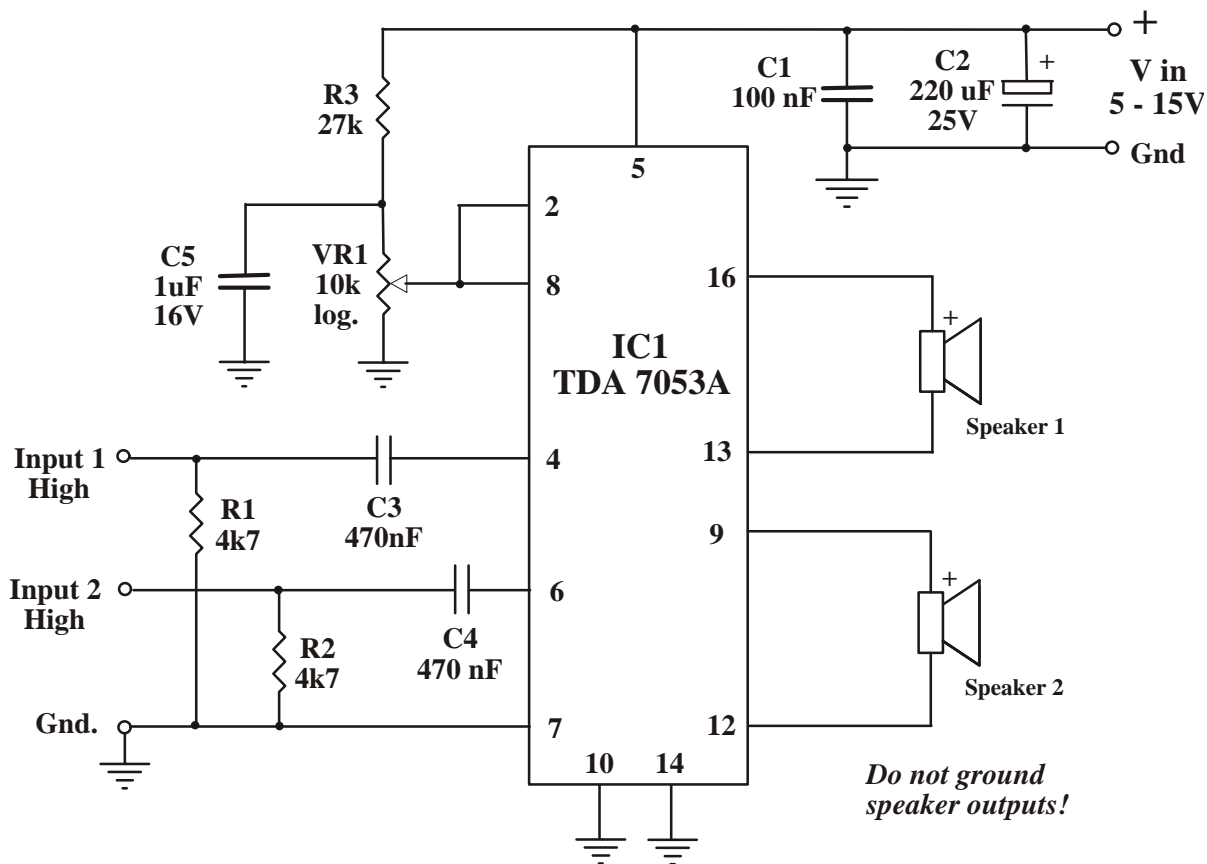 +
V in
5 - 15V
Gnd
C1
100 nF
C2
220 uF
25V
+
R3
27k
5
2
8
C5
1uF
16V
VR1
10k
log.
IC1
TDA 7053A
16
+
Speaker 1
13
Input 1
High
4
R1
4k7
C3
470nF
9
Input 2
High
6
R2
4k7
C4
470 nF
+
Speaker 2
Gnd.
7
12
10
14
Do not ground
speaker outputs!